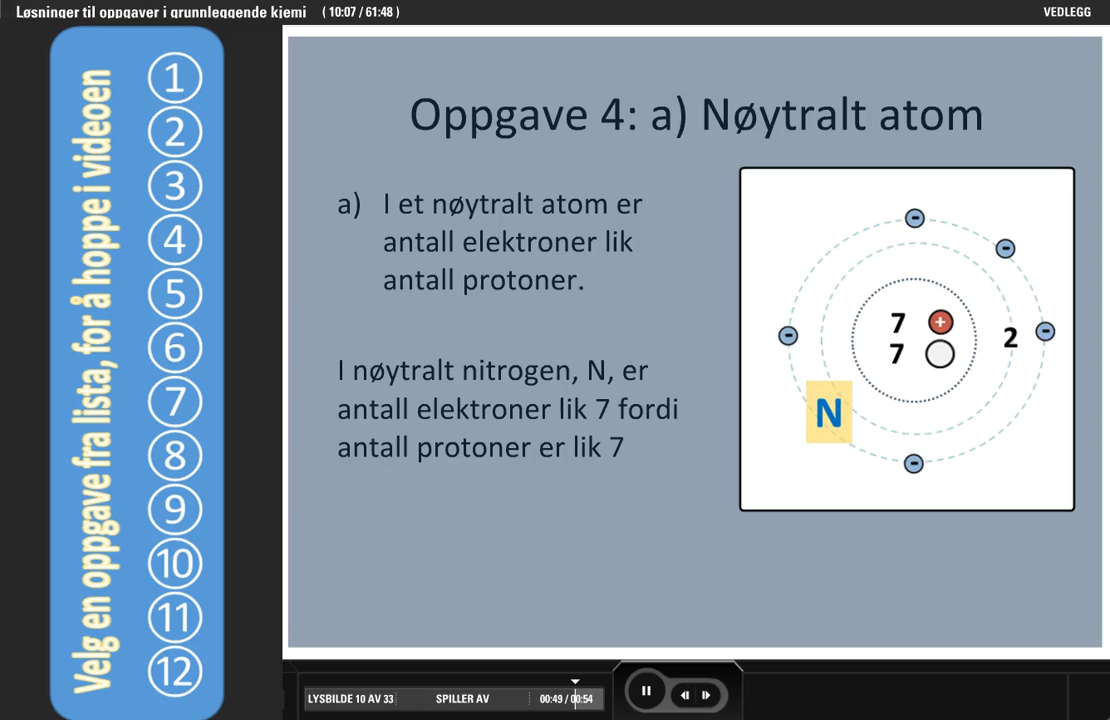 Løsninger til oppgaver i grunnleggende kjemi ( 10:07 / 61:48 )
VEDLEGG
Velg en oppgave fra lista, for å hoppe i videoen
1
2
3
4
5
6
7
8
9
10
11
12
Oppgave 4: a) Nøytralt atom
a) I et nøytralt atom er
antall elektroner lik
antall protoner.
I nøytralt nitrogen, N, er
antall elektroner lik 7 fordi
antall protoner er lik 7
-
-
-
-
-
7 +
7
2
N
LYSBILDE 10 AV 33
SPILLER AV
00:49 / 00:54